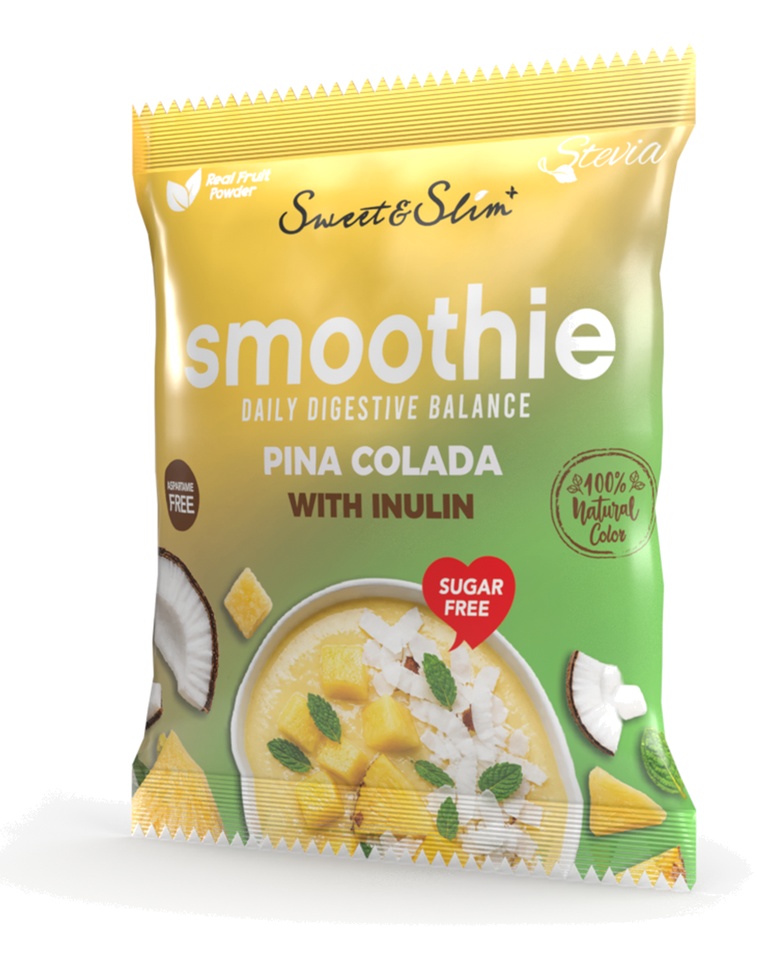 Real Fruit
Powder
Stevia
Sweet & Slim+
smoothie
DAILY DIGESTIVE BALANCE
PINA COLADA
WITH INULIN
ASPARTAME
FREE
100%
Natural
Color
SUGAR
FREE